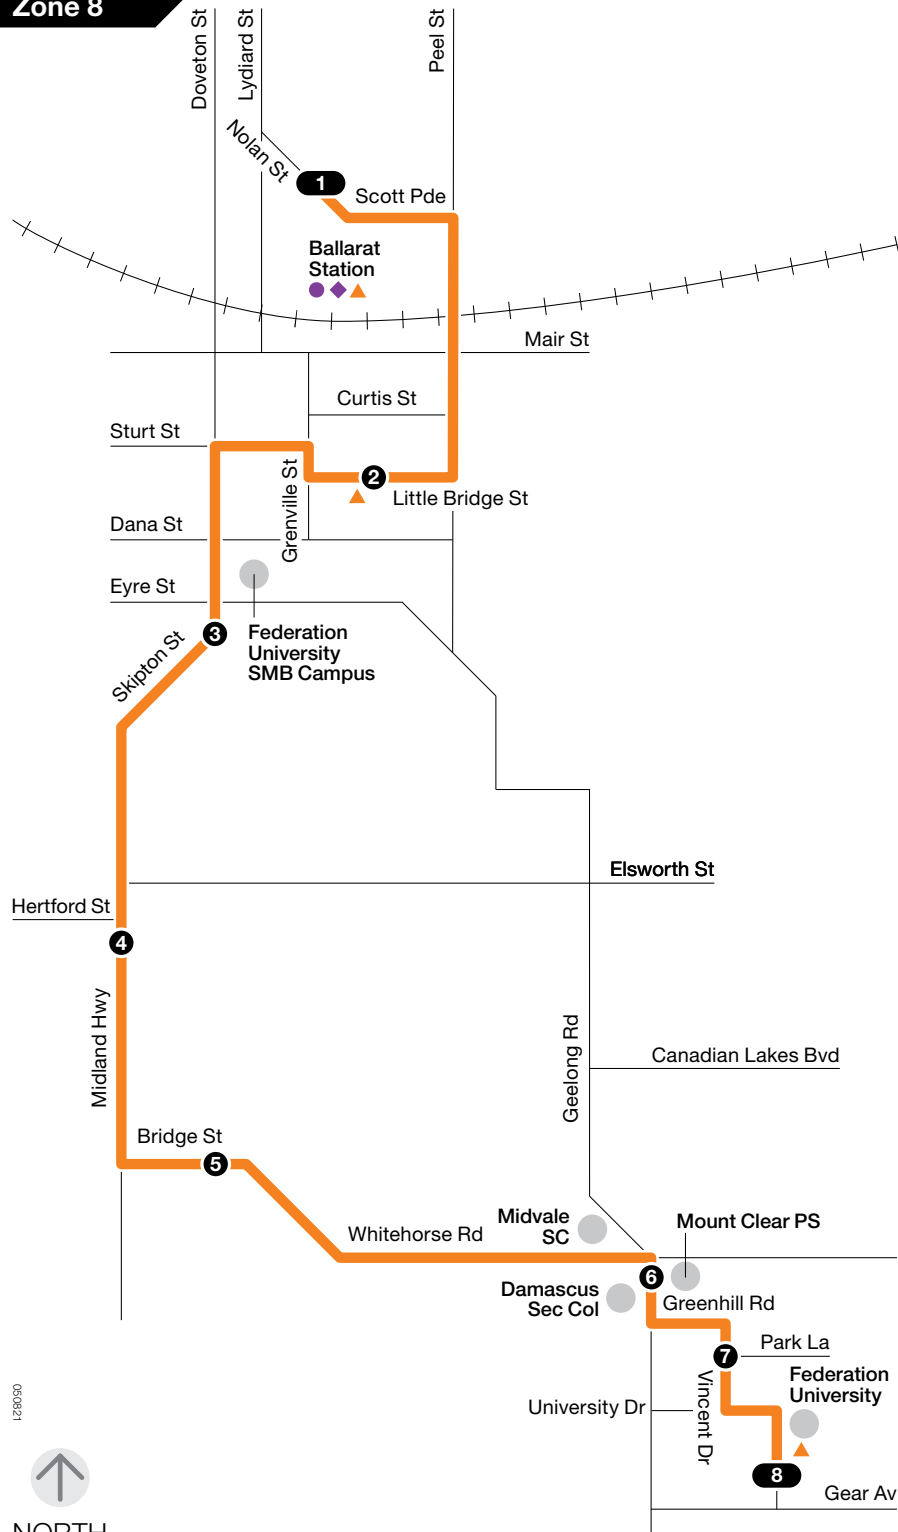 Zone 8
Doveton St
Lydiard St
Peel St
Nolan St
1
Scott Pde
Ballarat
Station
Mair St
Curtis St
Sturt St
Grenville St
2
Little Bridge St
Dana St
Eyre St
3
Federation
University
SMB Campus
Skipton St
Elsworth St
Hertford St
4
Midland Hwy
Geelong Rd
Canadian Lakes Bvd
Bridge St
5
Whitehorse Rd
Midvale
SC
Mount Clear PS
6
Damascus
Sec Col
Greenhill Rd
7
Park La
Federation
University
University Dr
Vincent Dr
8
Gear Av
050821
NORTH